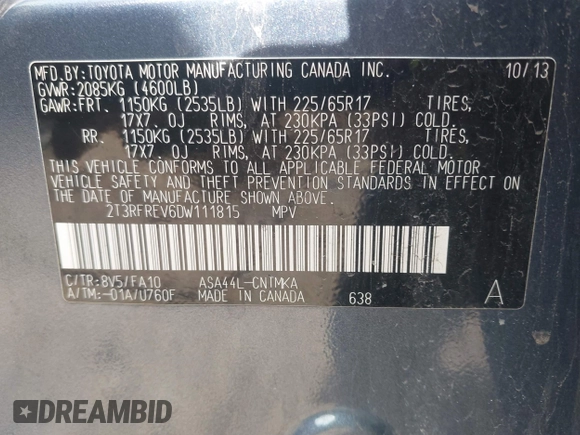 MFD.BY:TOYOTA MOTOR MANUFACTURING CANADA INC. 10/13
GVWR:2085KG (4600LB)
GAWR:FRT. 1150KG (2535LB) WITH 225/65R17 TIRES,
17X7.0J RIMS, AT 230KPA (33PSI) COLD.
RR. 1150KG (2535LB) WITH 225/65R17 TIRES,
17X7.0J RIMS, AT 230KPA (33PSI) COLD.
THIS VEHICLE CONFORMS TO ALL APPLICABLE FEDERAL MOTOR
VEHICLE SAFETY AND THEFT PREVENTION STANDARDS IN EFFECT ON
THE DATE OF MANUFACTURE SHOWN ABOVE.
2T3RFREV6DW111815 MPV
C/TR:8V5/FA10 ASA44L-CNTMKA
A/TM:-01A/U760F MADE IN CANADA 638 A
DREAMBID